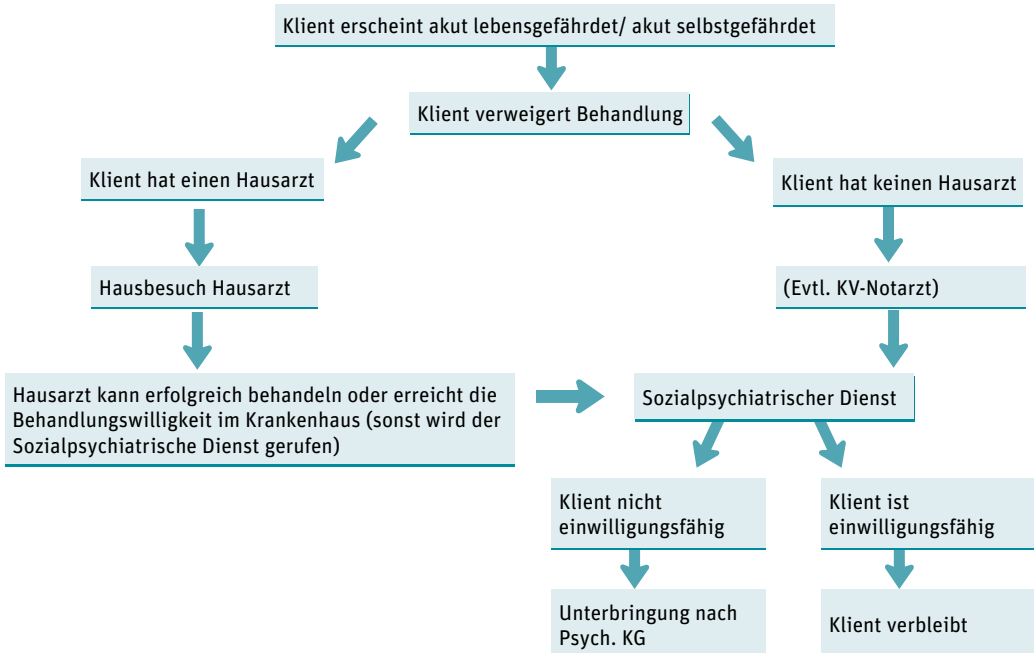 Klient erscheint akut lebensgefährdet/ akut selbstgefährdet
Klient verweigert Behandlung
Klient hat einen Hausarzt
Klient hat keinen Hausarzt
Hausbesuch Hausarzt
(Evtl. KV-Notarzt)
Hausarzt kann erfolgreich behandeln oder erreicht die
Behandlungswilligkeit im Krankenhaus (sonst wird der
Sozialpsychiatrische Dienst gerufen)
Sozialpsychiatrischer Dienst
Klient nicht
einwilligungsfähig
Klient ist
einwilligungsfähig
Unterbringung nach
Psych. KG
Klient verbleibt